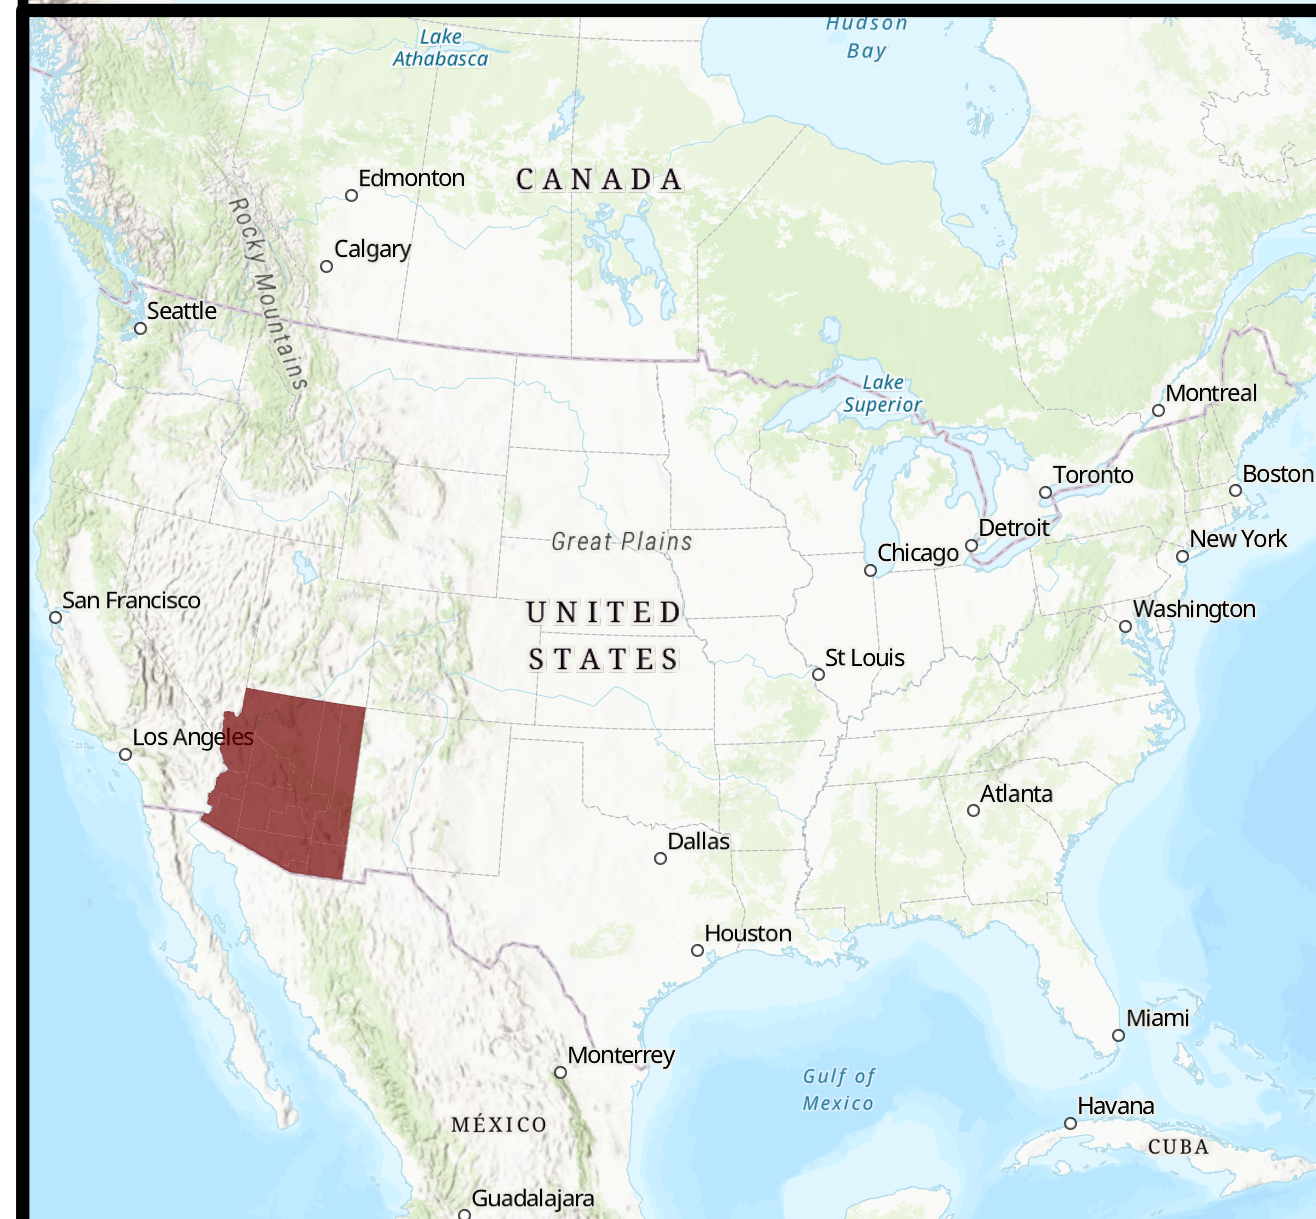 Hudson
Bay
Lake
Athabasca
Edmonton
CANADA
Rocky Mountains
Calgary
Seattle
Lake
Superior
Montreal
Toronto
Boston
Detroit
New York
Great Plains
Chicago
San Francisco
UNITED
STATES
Washington
St Louis
Los Angeles
Atlanta
Dallas
Houston
Miami
Monterrey
Gulf of
Mexico
Havana
MÉXICO
CUBA
Guadalajara